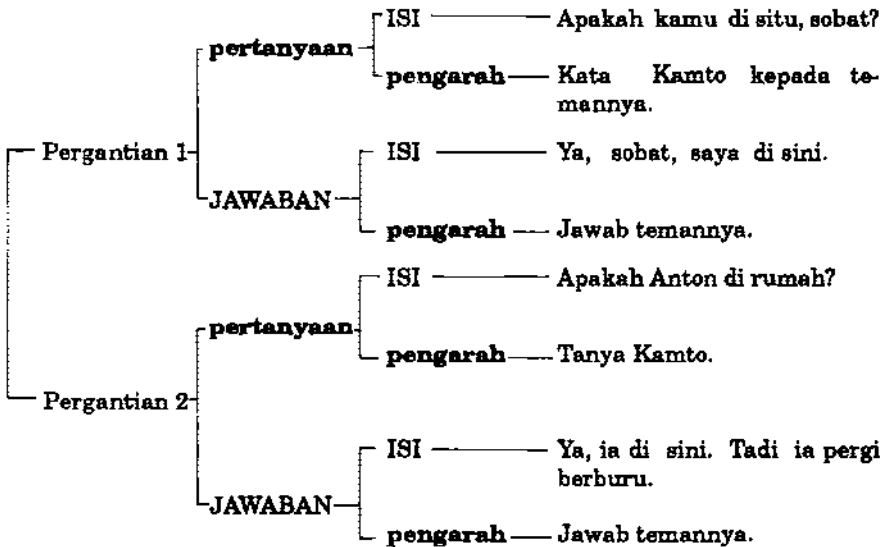 ISI Apakah kamu di situ, sobat?
pertanyaan
pengarah Kata Kamto kepada te-
mannya.
Pergantian 1
ISI Ya, sobat, saya di sini.
JAWABAN
pengarah Jawab temannya.
ISI Apakah Anton di rumah?
pertanyaan
pengarah Tanya Kamto.
Pergantian 2
ISI Ya, ia di sini. Tadi ia pergi
berburu.
JAWABAN
pengarah Jawab temannya.